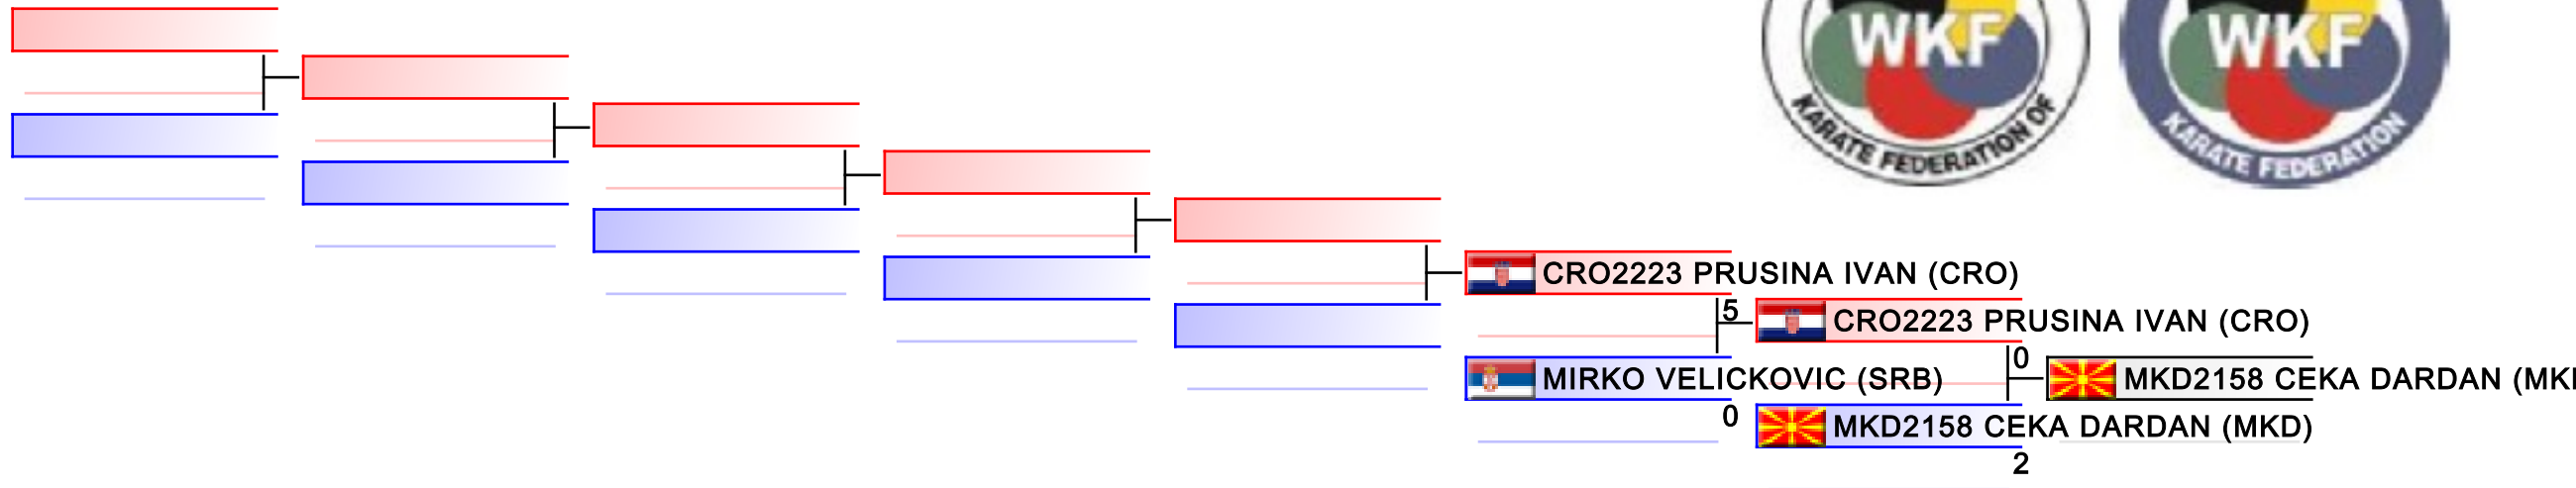 WKF
KARATE FEDERATION OF
WKF
KARATE FEDERATION
CRO2223 PRUSINA IVAN (CRO)
5
CRO2223 PRUSINA IVAN (CRO)
0
MIRKO VELICKOVIC (SRB)
MKD2158 CEKA DARDAN (MKD
0
MKD2158 CEKA DARDAN (MKD)
2